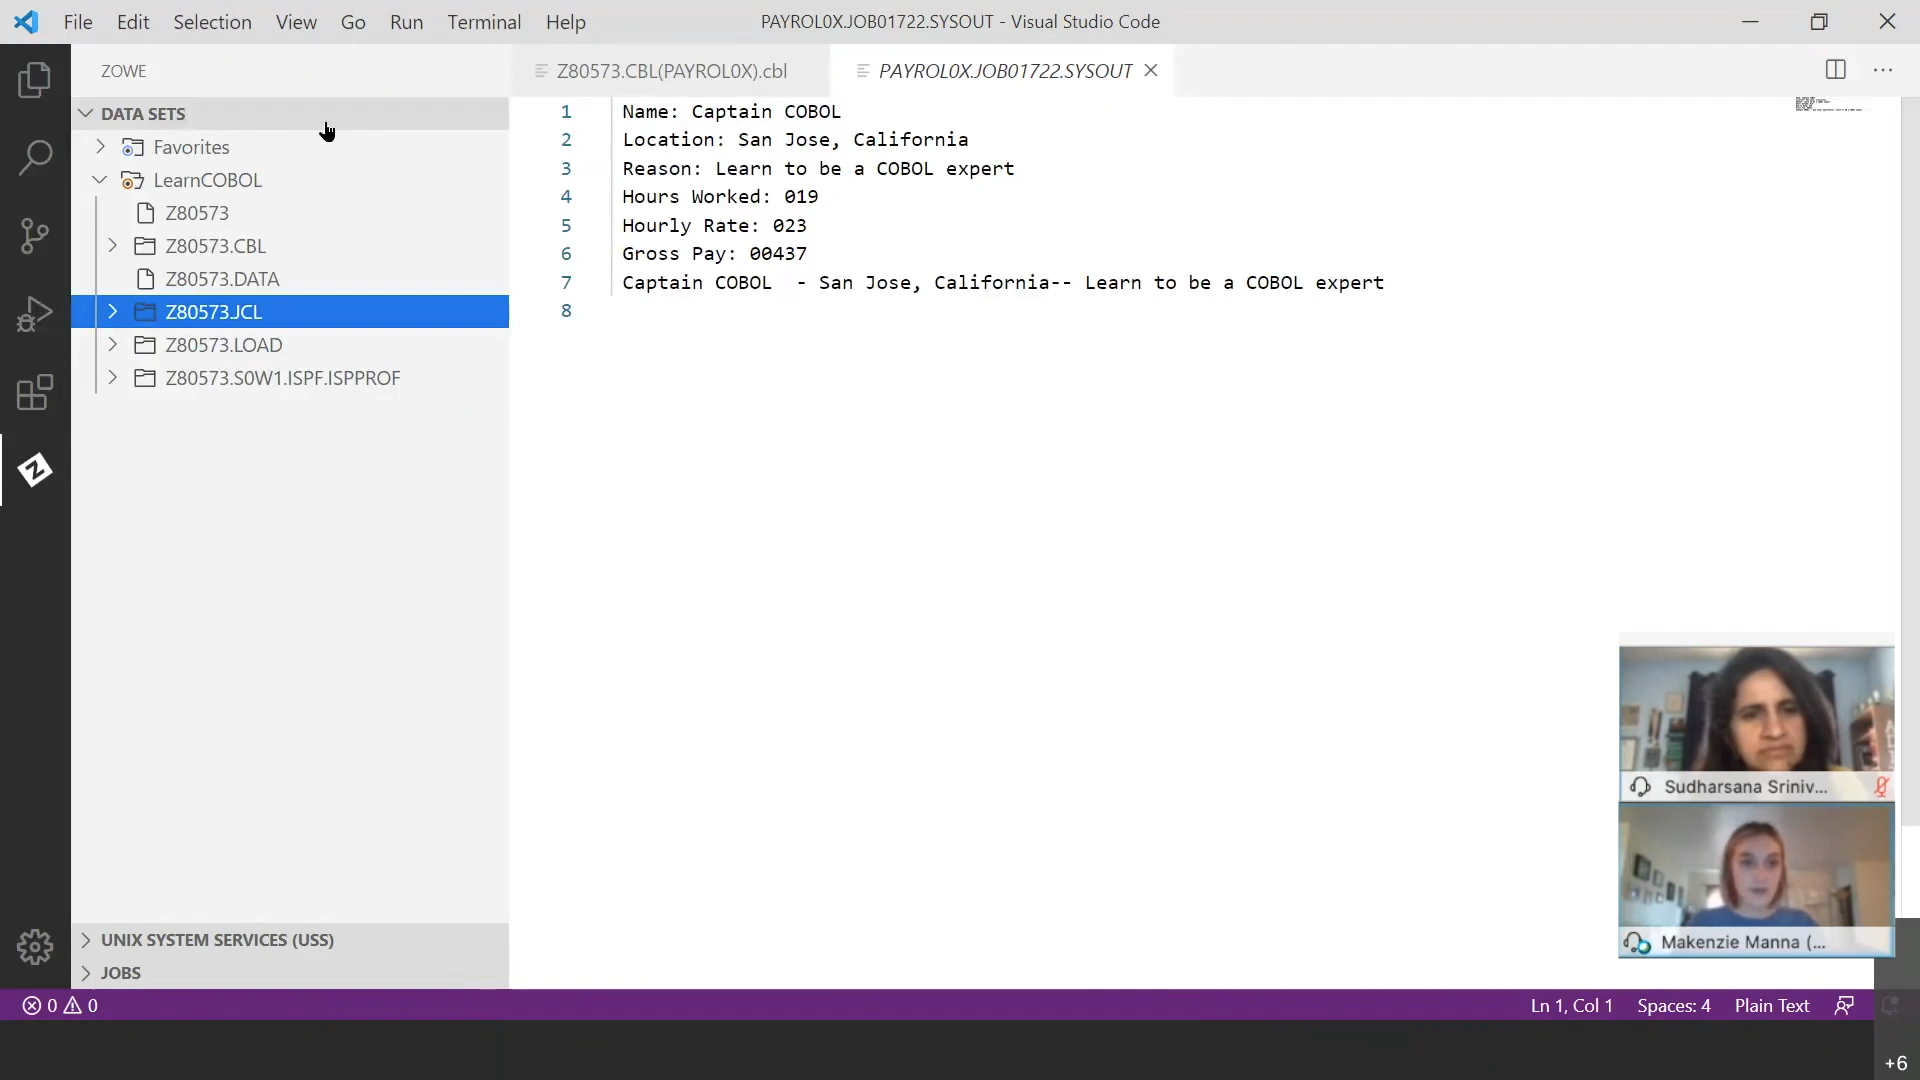 File Edit Selection View Go Run Terminal Help
PAYROL0X.JOB01722.SYSOUT - Visual Studio Code
ZOWE
Z80573.CBL(PAYROL0X).cbl
PAYROL0X.JOB01722.SYSOUT
DATA SETS
Favorites
LearnCOBOL
Z80573
Z80573.CBL
Z80573.DATA
Z80573.JCL
Z80573.LOAD
Z80573.S0W1.ISPF.ISPPROF
1 Name: Captain COBOL
2 Location: San Jose, California
3 Reason: Learn to be a COBOL expert
4 Hours Worked: 019
5 Hourly Rate: 023
6 Gross Pay: 00437
7 Captain COBOL  - San Jose, California-- Learn to be a COBOL expert
8
Sudharsana Sriniv...
Makenzie Manna (...
UNIX SYSTEM SERVICES (USS)
JOBS
0 0
Ln 1, Col 1 Spaces: 4 Plain Text
+6